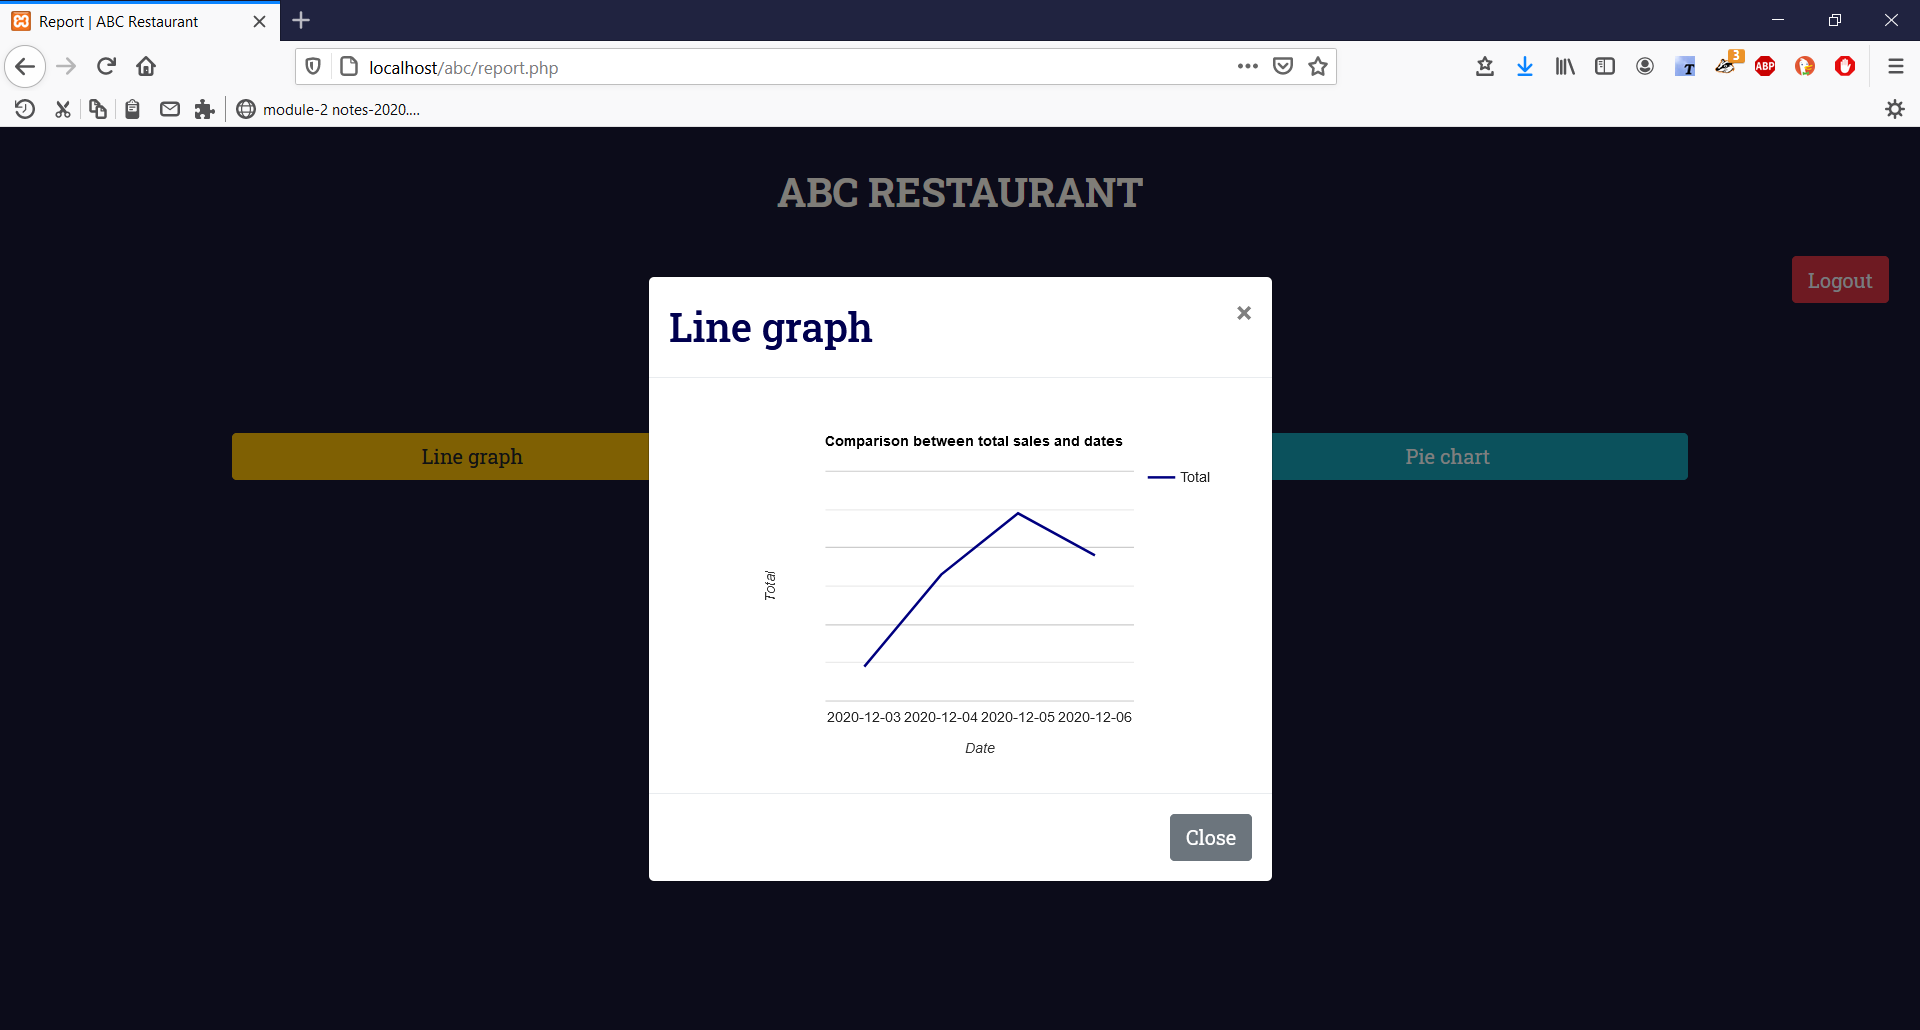 Report | ABC Restaurant
localhost/abc/report.php
3
T
ABP
module-2 notes-2020....
ABC RESTAURANT
Logout
Line graph
×
Line graph
Pie chart
Comparison between total sales and dates
Total
Total
2020-12-03 2020-12-04 2020-12-05 2020-12-06
Date
Close